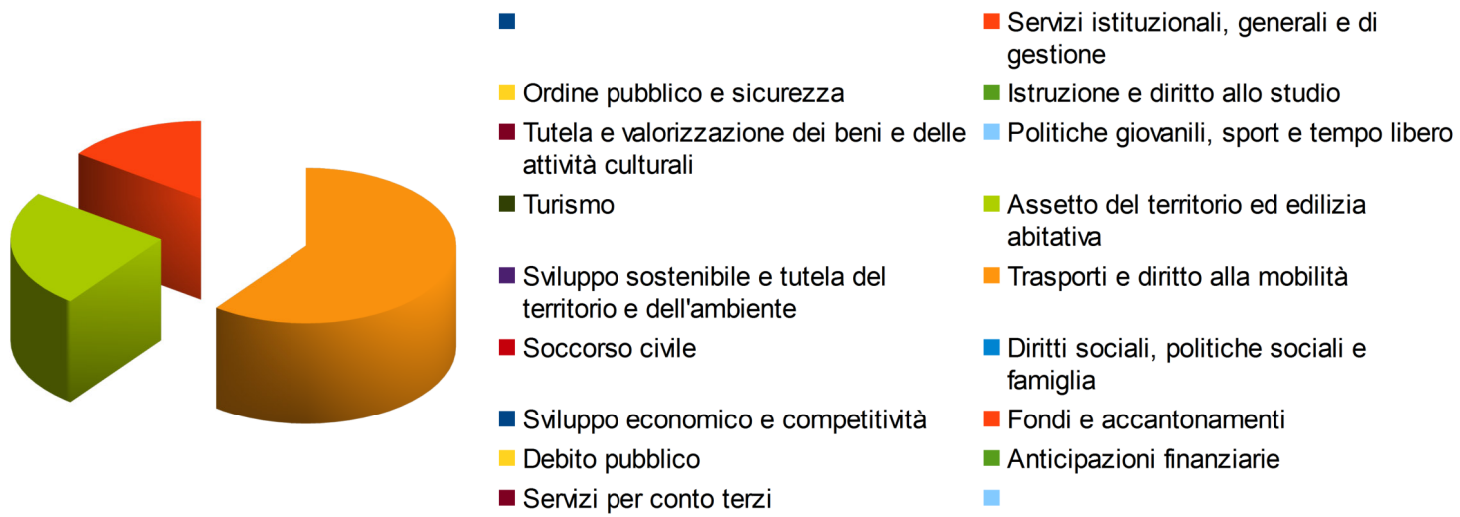 Servizi istituzionali, generali e di
gestione
Ordine pubblico e sicurezza
Istruzione e diritto allo studio
Tutela e valorizzazione dei beni e delle
attività culturali
Politiche giovanili, sport e tempo libero
Turismo
Assetto del territorio ed edilizia
abitativa
Sviluppo sostenibile e tutela del
territorio e dell'ambiente
Trasporti e diritto alla mobilità
Soccorso civile
Diritti sociali, politiche sociali e
famiglia
Sviluppo economico e competitività
Fondi e accantonamenti
Debito pubblico
Anticipazioni finanziarie
Servizi per conto terzi